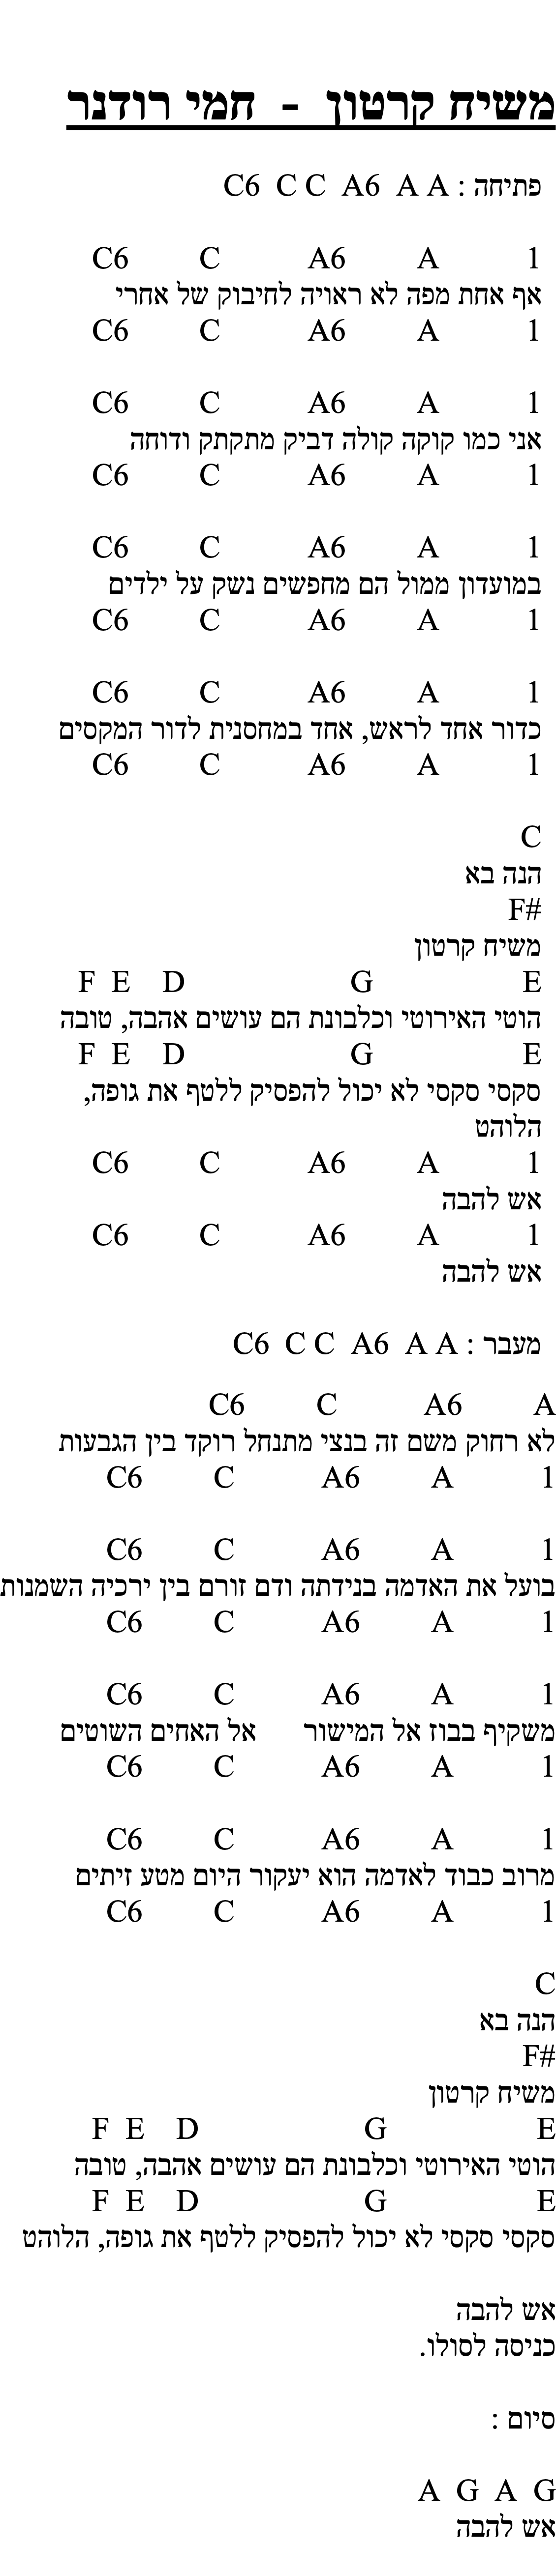 משיח קרטון - חמי רודנר
פתיחה : C6 C C A6 A A
C6 C A6 A 1
אף אחת מפה לא ראויה לחיבוק של אחרי
C6 C A6 A 1
C6 C A6 A 1
אני כמו קוקה קולה דביק מתקתק ודוחה
C6 C A6 A 1
C6 C A6 A 1
במועדון ממול הם מחפשים נשק על ילדים
C6 C A6 A 1
C6 C A6 A 1
כדור אחד לראש, אחד במחסנית לדור המקסים
C6 C A6 A 1
C
הנה בא
F#
משיח קרטון
F E D G E
הוטי האירוטי וכלבונת הם עושים אהבה, טובה
F E D G E
סקסי סקסי לא יכול להפסיק ללטף את גופה,
הלוהט
C6 C A6 A 1
אש להבה
C6 C A6 A 1
אש להבה
מעבר : C6 C C A6 A A
C6 C A6 A
לא רחוק משם זה בנצי מתנחל רוקד בין הגבעות
C6 C A6 A 1
C6 C A6 A 1
בועל את האדמה בנידתה ודם זורם בין ירכיה השמנות
C6 C A6 A 1
C6 C A6 A 1
משקיף בבוז אל המישור אל האחים השוטים
C6 C A6 A 1
C6 C A6 A 1
מרוב כבוד לאדמה הוא יעקור היום מטע זיתים
C6 C A6 A 1
C
הנה בא
F#
משיח קרטון
F E D G E
הוטי האירוטי וכלבונת הם עושים אהבה, טובה
F E D G E
סקסי סקסי לא יכול להפסיק ללטף את גופה, הלוהט
אש להבה
כניסה לסולו.
סיום :
A G A G
אש להבה